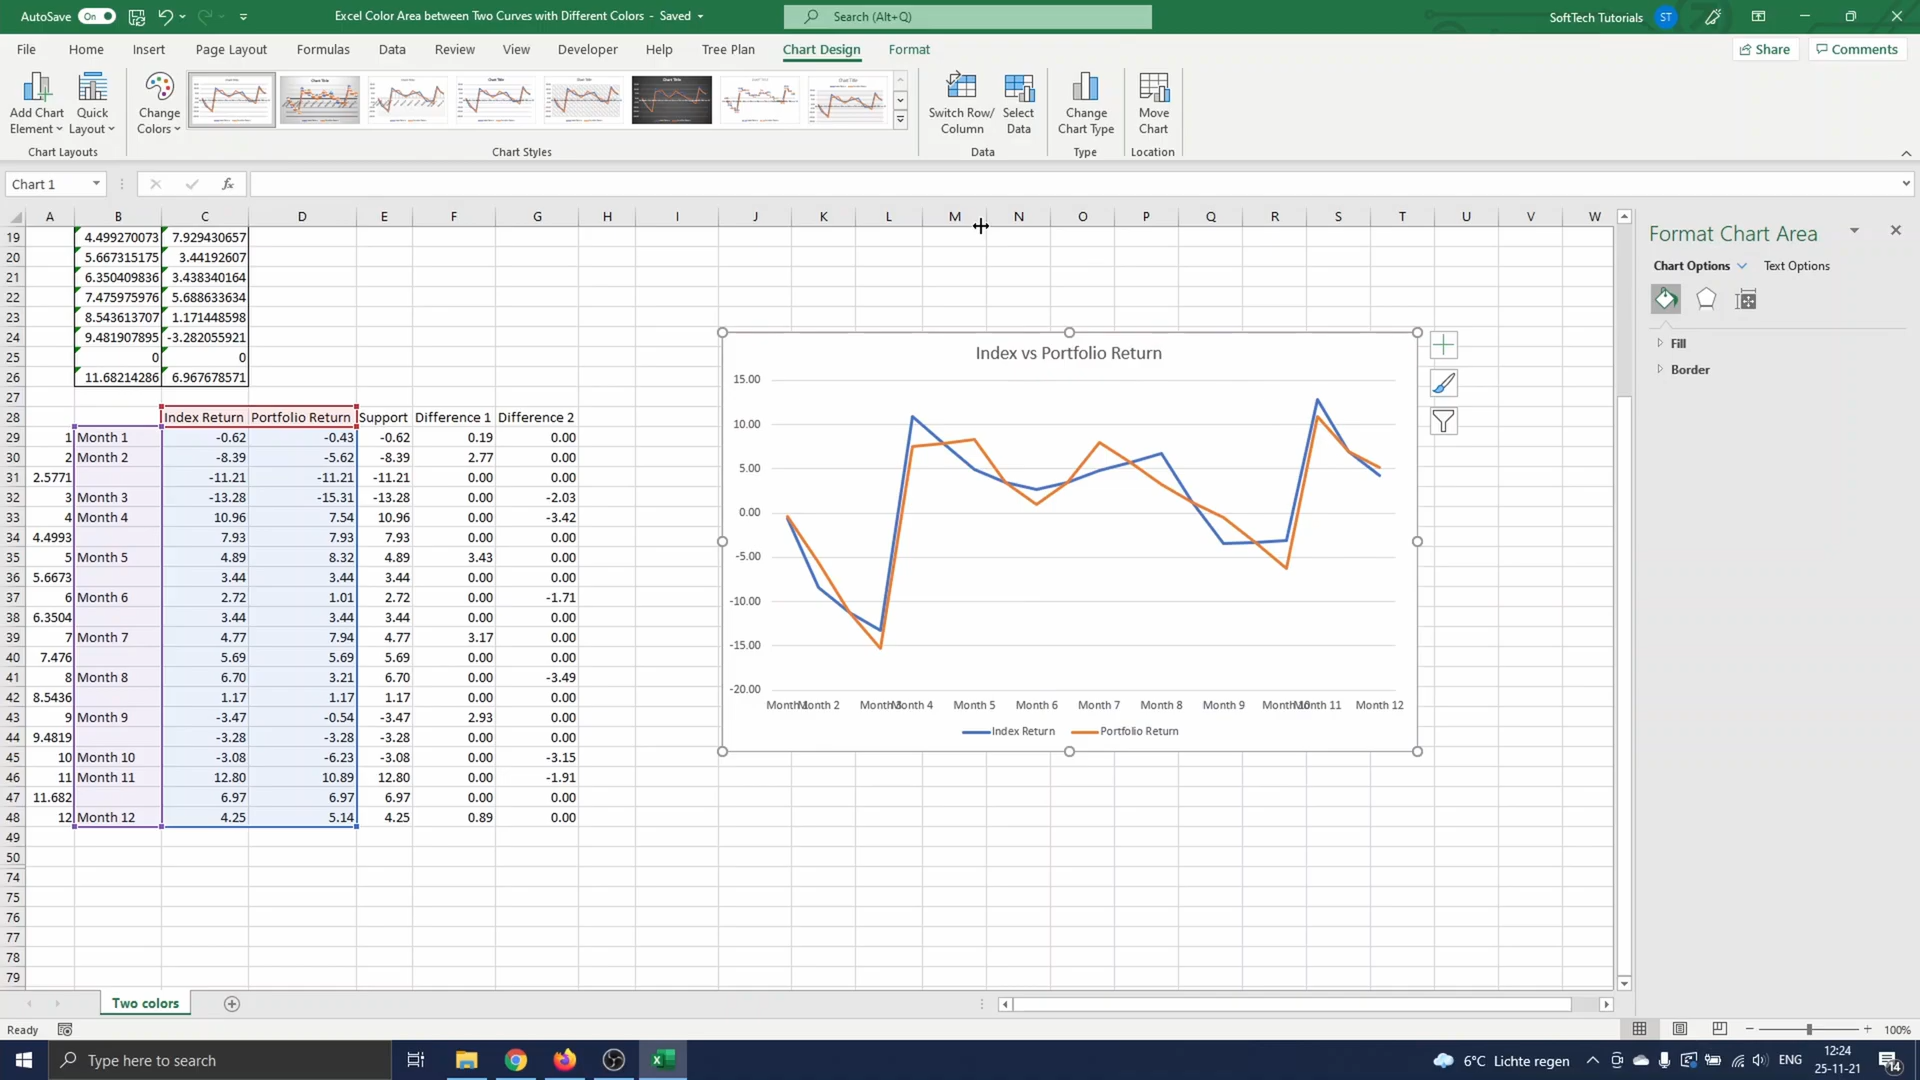 AutoSave On Excel Color Area between Two Curves with Different Colors - Saved Search (Alt+Q) SoftTech Tutorials ST
File Home Insert Page Layout Formulas Data Review View Developer Help Tree Plan Chart Design Format Share Comments
Add Chart Element
Quick Layout
Change Colors
Switch Row/ Column
Select Data
Change Chart Type
Move Chart
Chart Layouts Chart Styles Data Type Location
Chart 1 fx
A B C D E F G H I J K L M N O P Q R S T U V W
19 4.499270073 7.929430657
20 5.667315175 3.44192607
21 6.350409836 3.438340164
22 7.475975976 5.688633634
23 8.543613707 1.171448598
24 9.481907895 -3.282055921
25 0 0
26 11.68214286 6.967678571
27
28 Index Return Portfolio Return Support Difference 1 Difference 2
29 1 Month 1 -0.62 -0.43 -0.62 0.19 0.00
30 2 Month 2 -8.39 -5.62 -8.39 2.77 0.00
31 2.5771 -11.21 -11.21 -11.21 0.00 0.00
32 3 Month 3 -13.28 -15.31 -13.28 0.00 -2.03
33 4 Month 4 10.96 7.54 10.96 0.00 -3.42
34 4.4993 7.93 7.93 7.93 0.00 0.00
35 5 Month 5 4.89 8.32 4.89 3.43 0.00
36 5.6673 3.44 3.44 3.44 0.00 0.00
37 6 Month 6 2.72 1.01 2.72 0.00 -1.71
38 6.3504 3.44 3.44 3.44 0.00 0.00
39 7 Month 7 4.77 7.94 4.77 3.17 0.00
40 7.476 5.69 5.69 5.69 0.00 0.00
41 8 Month 8 6.70 3.21 6.70 0.00 -3.49
42 8.5436 1.17 1.17 1.17 0.00 0.00
43 9 Month 9 -3.47 -0.54 -3.47 2.93 0.00
44 9.4819 -3.28 -3.28 -3.28 0.00 0.00
45 10 Month 10 -3.08 -6.23 -3.08 0.00 -3.15
46 11 Month 11 12.80 10.89 12.80 0.00 -1.91
47 11.682 6.97 6.97 6.97 0.00 0.00
48 12 Month 12 4.25 5.14 4.25 0.89 0.00
49
50
74
75
76
77
78
79
Index vs Portfolio Return
15.00
10.00
5.00
0.00
-5.00
-10.00
-15.00
-20.00
Month 1 Month 2 Month 3 Month 4 Month 5 Month 6 Month 7 Month 8 Month 9 Month 10 Month 11 Month 12
Index Return Portfolio Return
Format Chart Area
Chart Options Text Options
Fill
Border
Two colors
Ready 100%
Type here to search 6°C Lichte regen ENG 12:24
25-11-21 14